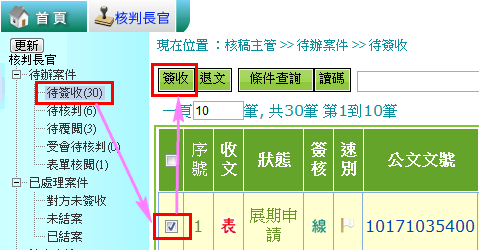 首頁 核判長官
更新
核判長官
待辦案件
待簽收(30)
待核判(6)
待覆閱(3)
受會待核判(0)
表單核閱(1)
已處理案件
對方未簽收
未結案
已結案
現在位置：核稿主管 >> 待辦案件 >> 待簽收
簽收 退文 條件查詢 讀碼
一頁 10 筆, 共30筆 第1到10筆
序號 收文 狀態 簽核 速別 公文文號
1 表 展期申請 線 10171035400